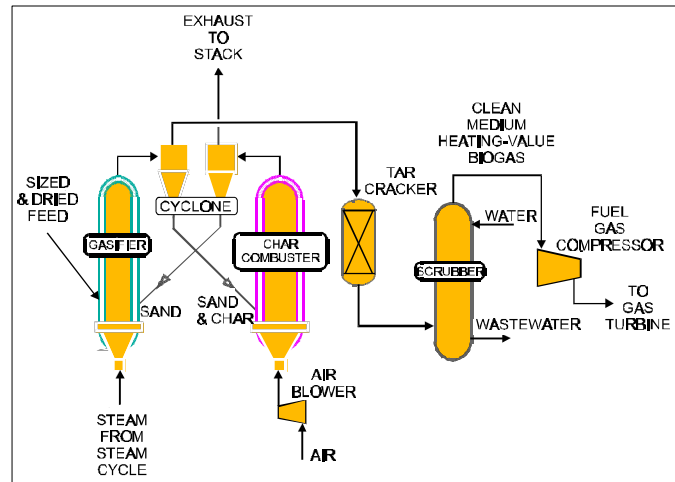 EXHAUST
TO
STACK
CLEAN
MEDIUM
HEATING-VALUE
BIOGAS
SIZED
& DRIED
FEED
CYCLONE
TAR
CRACKER
GASIFIER
CHAR
COMBUSTER
WATER
FUEL
GAS
COMPRESSOR
SCRUBBER
SAND
SAND
& CHAR
TO
GAS
TURBINE
WASTEWATER
AIR
BLOWER
STEAM
FROM
STEAM
CYCLE
AIR